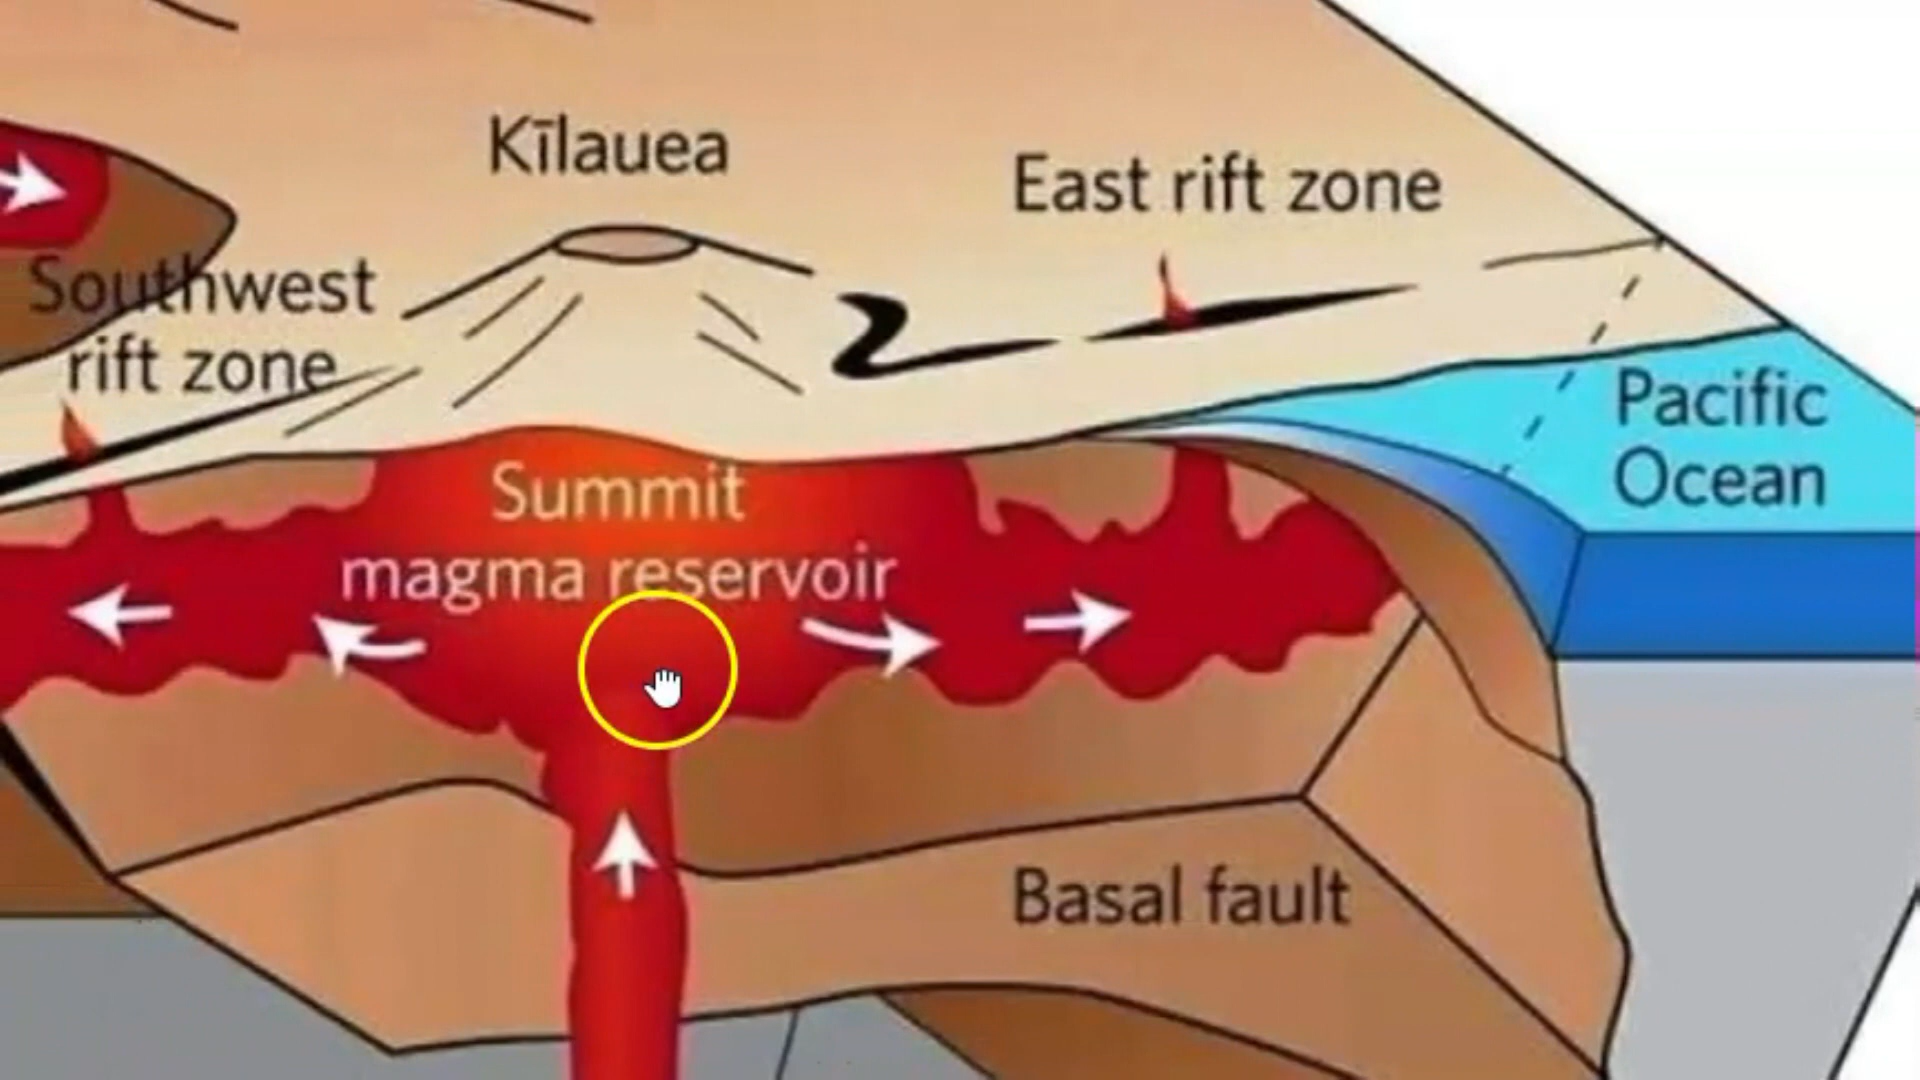 Kīlauea
East rift zone
Southwest
rift zone
Pacific
Ocean
Summit
magma reservoir
Basal fault